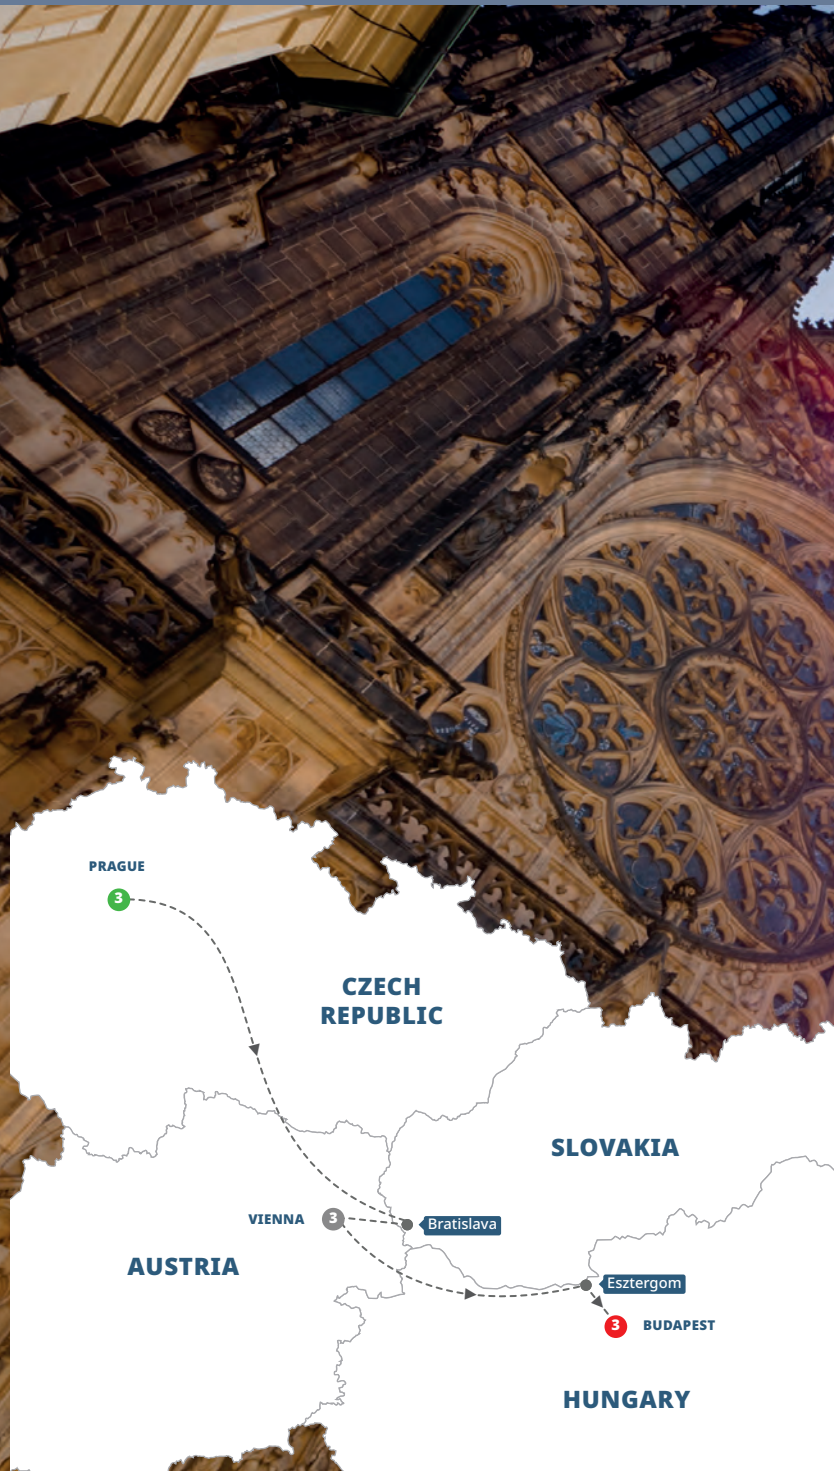 PRAGUE
3
CZECH
REPUBLIC
SLOVAKIA
VIENNA
3
Bratislava
AUSTRIA
Esztergom
3
BUDAPEST
HUNGARY